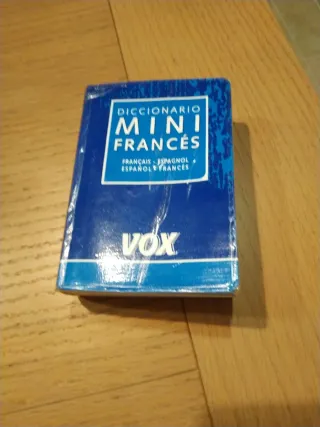 DICCIONARIO
MINI
FRANCÉS
FRANÇAIS - ESPAGNOL
ESPAÑOL - FRANCÉS
VOX